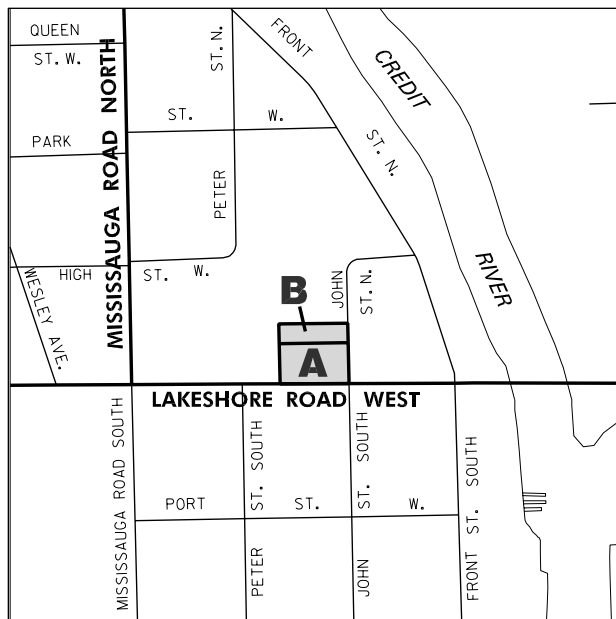 QUEEN
ST. W.
MISSISSAUGA ROAD NORTH
ST. N.
FRONT
CREDIT
ST. W.
PARK
ST. N.
PETER
RIVER
HIGH ST. W.
WESLEY AVE.
JOHN
ST. N.
B
A
LAKESHORE ROAD WEST
MISSISSAUGA ROAD SOUTH
ST. SOUTH
ST. SOUTH
PORT ST. W.
FRONT ST. SOUTH
PETER
JOHN